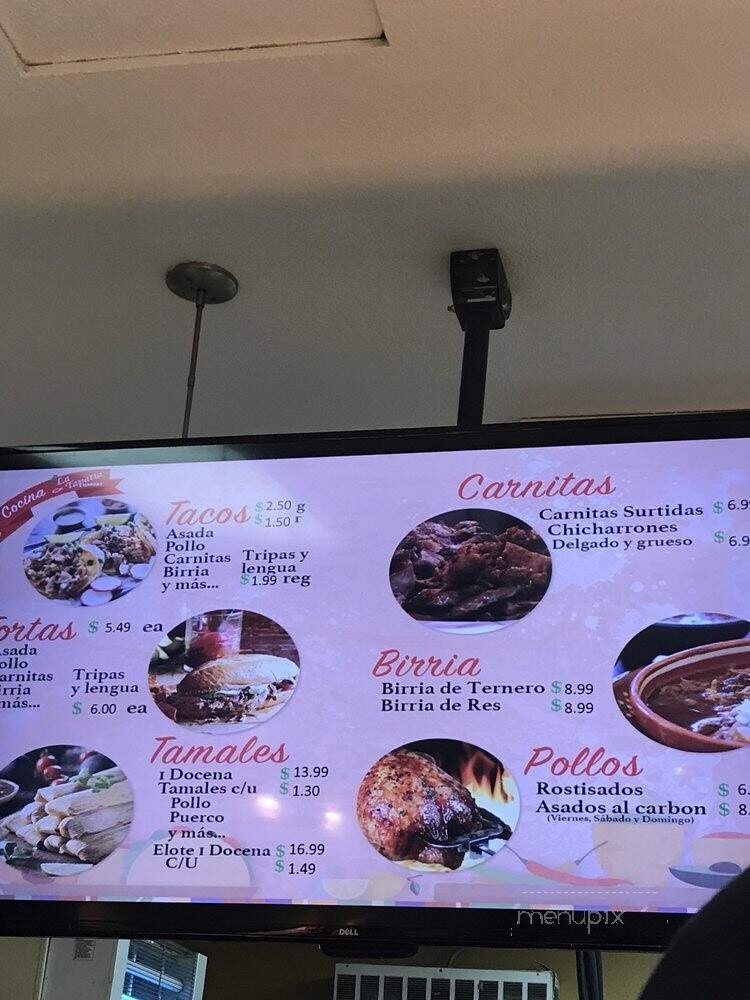 Cocina La Tapatia
MARKET
Tacos $2.50 g
$1.50 r
Asada
Pollo
Carnitas
Birria
y más...
Tripas y
lengua
$1.99 reg
ortas $ 5.49 ea
sada
ollo
arnitas
irria
más...
Tripas
y lengua
$ 6.00 ea
Tamales
1 Docena $ 13.99
Tamales c/u $ 1.30
Pollo
Puerco
y más...
Elote 1 Docena $ 16.99
C/U $ 1.49
Carnitas
Carnitas Surtidas $ 6.9
Chicharrones
Delgado y grueso $ 6.9
Birria
Birria de Ternero $8.99
Birria de Res $8.99
Pollos
Rostisados $ 6.
Asados al carbon $ 8.
(Viernes, Sábado y Domingo)
DELL
menupix